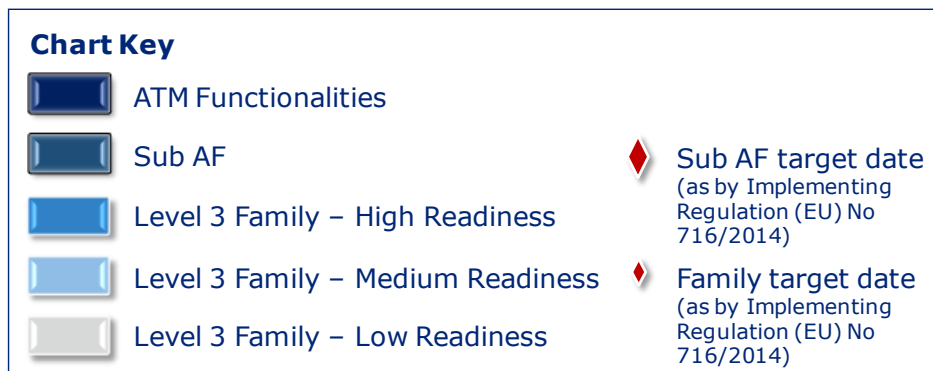 Chart Key
ATM Functionalities
Sub AF
Level 3 Family – High Readiness
Level 3 Family – Medium Readiness
Level 3 Family – Low Readiness
Sub AF target date
(as by Implementing
Regulation (EU) No
716/2014)
Family target date
(as by Implementing
Regulation (EU) No
716/2014)